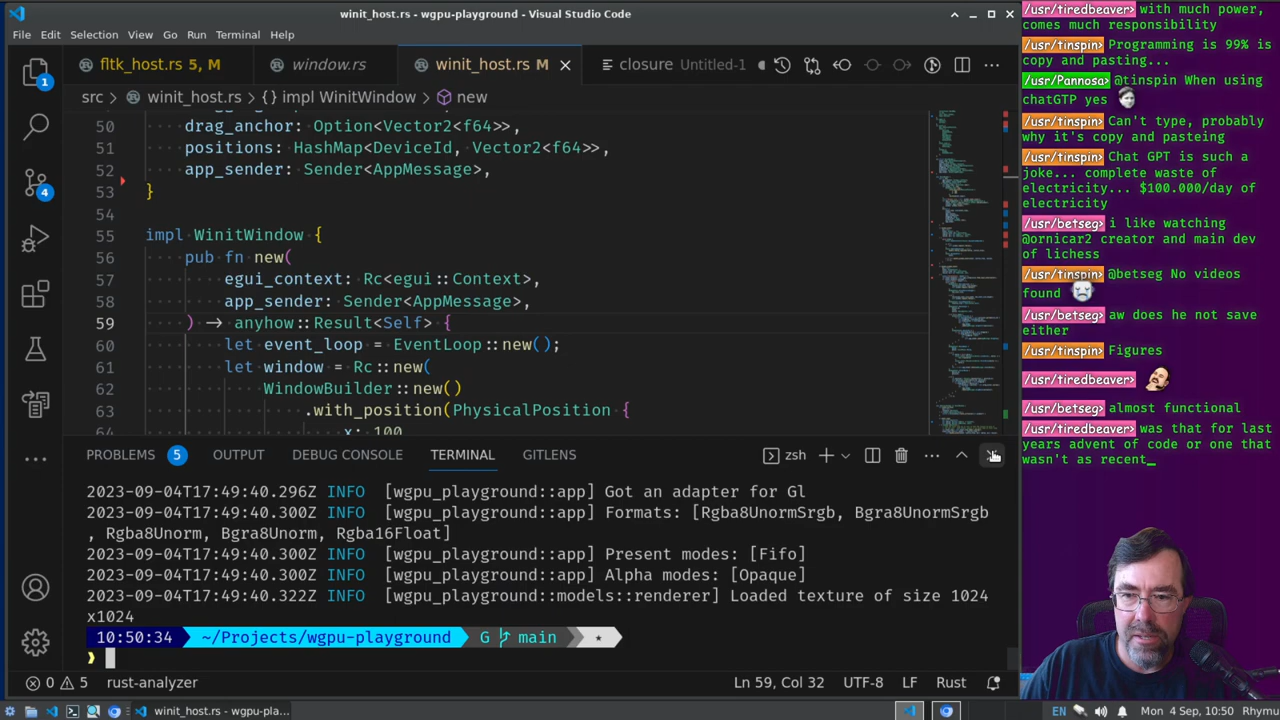 winit_host.rs - wgpu-playground - Visual Studio Code
File Edit Selection View Go Run Terminal Help
fltk_host.rs 5, M window.rs winit_host.rs M closure Untitled-1
src > winit_host.rs > {} impl WinitWindow > new
50 drag_anchor: Option<Vector2<f64>>,
51 positions: HashMap<DeviceId, Vector2<f64>>,
52 app_sender: Sender<AppMessage>,
53 }
54
55 impl WinitWindow {
56 pub fn new(
57 egui_context: Rc<egui::Context>,
58 app_sender: Sender<AppMessage>,
59 ) -> anyhow::Result<Self> {
60 let event_loop = EventLoop::new();
61 let window = Rc::new(
62 WindowBuilder::new()
63 .with_position(PhysicalPosition {
64 x: 100
PROBLEMS 5 OUTPUT DEBUG CONSOLE TERMINAL GITLENS zsh
2023-09-04T17:49:40.296Z INFO [wgpu_playground::app] Got an adapter for Gl
2023-09-04T17:49:40.300Z INFO [wgpu_playground::app] Formats: [Rgba8UnormSrgb, Bgra8UnormSrgb
, Rgba8Unorm, Bgra8Unorm, Rgba16Float]
2023-09-04T17:49:40.300Z INFO [wgpu_playground::app] Present modes: [Fifo]
2023-09-04T17:49:40.300Z INFO [wgpu_playground::app] Alpha modes: [Opaque]
2023-09-04T17:49:40.322Z INFO [wgpu_playground::models::renderer] Loaded texture of size 1024
x1024
10:50:34 ~/Projects/wgpu-playground G main *
0 5 rust-analyzer Ln 59, Col 32 UTF-8 LF Rust
winit_host.rs - wgpu-pla... EN Mon 4 Sep, 10:50 Rhymu
1
4
/usr/tiredbeaver> with much power,
comes much responsibility
/usr/tinspin> Programming is 99% is
copy and pasting...
/usr/Pannosa> @tinspin When using
chatGTP yes
/usr/tinspin> Can't type, probably
why it's copy and pasteing
/usr/tinspin> Chat GPT is such a
joke... complete waste of
electricity... $100.000/day of
electricity
/usr/betseg> i like watching
@ornicar2 creator and main dev
of lichess
/usr/tinspin> @betseg No videos
found
/usr/betseg> aw does he not save
either
/usr/tinspin> Figures
/usr/tiredbeaver>
/usr/betseg> almost functional
/usr/tiredbeaver> was that for last
years advent of code or one that
wasn't as recent_